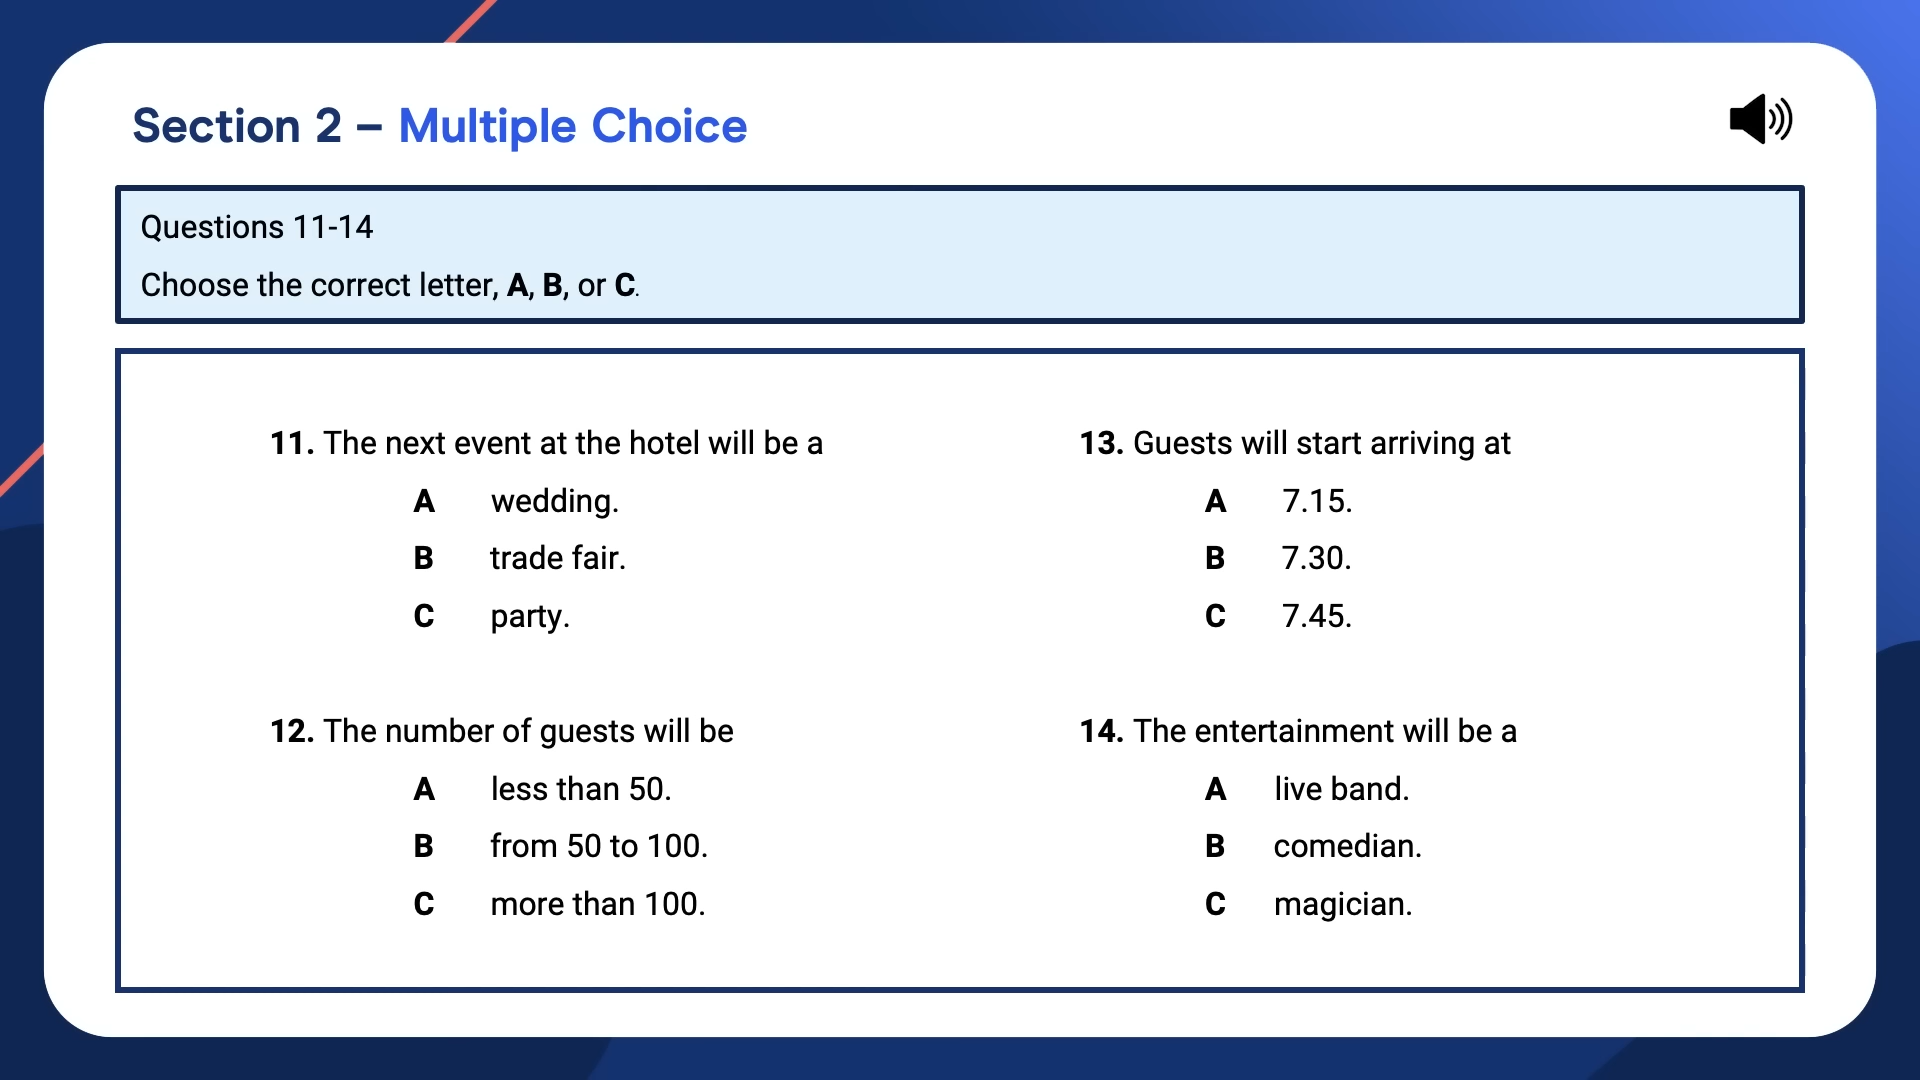 Section 2 – Multiple Choice
Questions 11-14
Choose the correct letter, A, B, or C.
11. The next event at the hotel will be a
A wedding.
B trade fair.
C party.
12. The number of guests will be
A less than 50.
B from 50 to 100.
C more than 100.
13. Guests will start arriving at
A 7.15.
B 7.30.
C 7.45.
14. The entertainment will be a
A live band.
B comedian.
C magician.